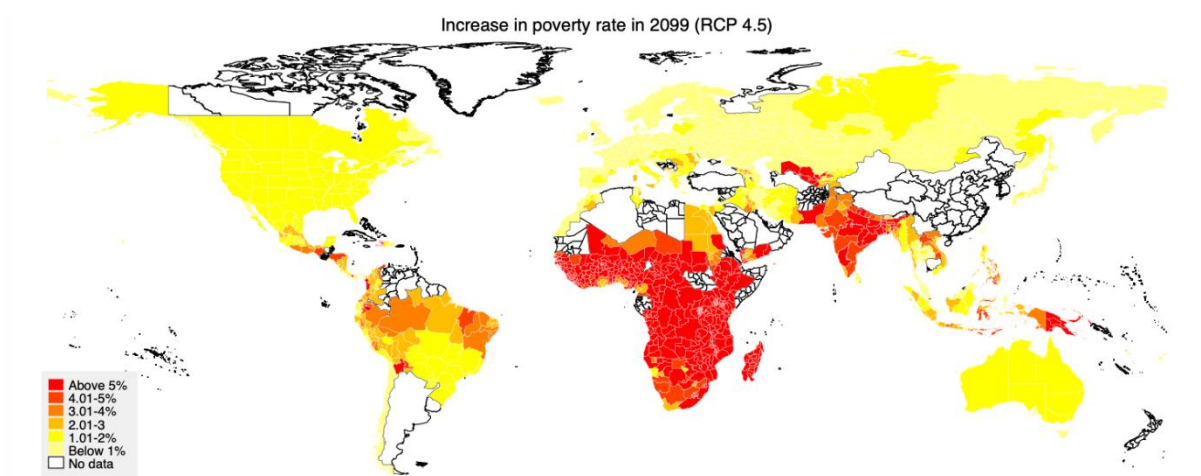 Increase in poverty rate in 2099 (RCP 4.5)
Above 5%
4.01-5%
3.01-4%
2.01-3
1.01-2%
Below 1%
No data